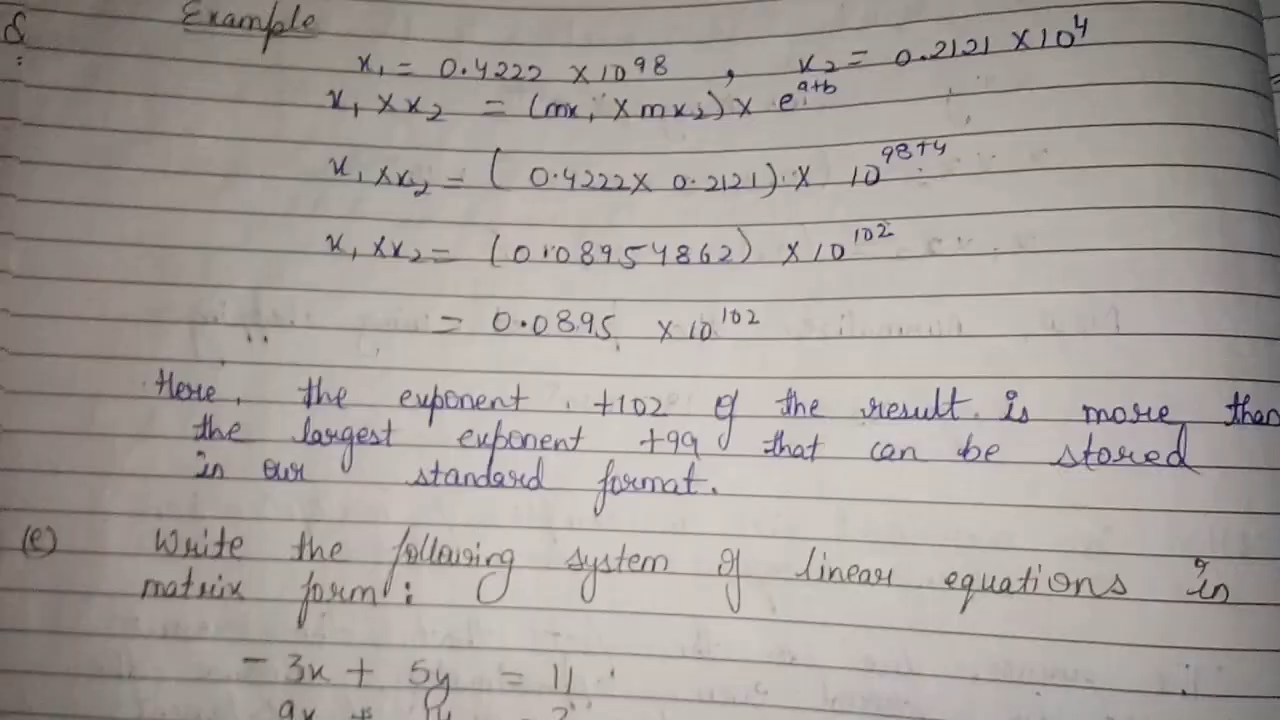 Example
x₁ = 0.4222 × 10⁹⁸ , x₂ = 0.2121 × 10⁴
x₁ × x₂ = (mx₁ × mx₂) × e^(a+b)
x₁ × x₂ = (0.4222 × 0.2121) × 10^(98+4)
x₁ × x₂ = (0.08954862) × 10¹⁰²
= 0.0895 × 10¹⁰²
Here, the exponent +102 of the result is more than
the largest exponent +99 that can be stored
in our standard format.
(e) Write the following system of linear equations in
matrix form:
- 3x + 5y = 11